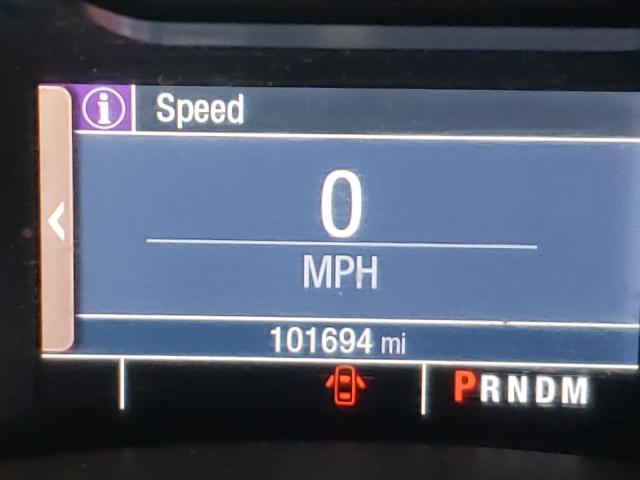 i Speed
0
MPH
101694 mi
PRNDM